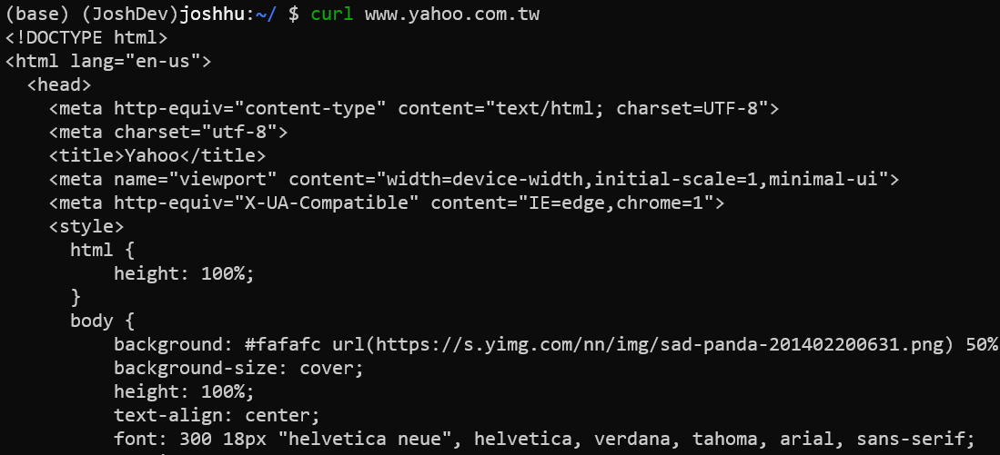 (base) (JoshDev)joshhu:~/ $ curl www.yahoo.com.tw
<!DOCTYPE html>
<html lang="en-us">
  <head>
    <meta http-equiv="content-type" content="text/html; charset=UTF-8">
    <meta charset="utf-8">
    <title>Yahoo</title>
    <meta name="viewport" content="width=device-width,initial-scale=1,minimal-ui">
    <meta http-equiv="X-UA-Compatible" content="IE=edge,chrome=1">
    <style>
      html {
          height: 100%;
      }
      body {
          background: #fafafc url(https://s.yimg.com/nn/img/sad-panda-201402200631.png) 50%
          background-size: cover;
          height: 100%;
          text-align: center;
          font: 300 18px "helvetica neue", helvetica, verdana, tahoma, arial, sans-serif;